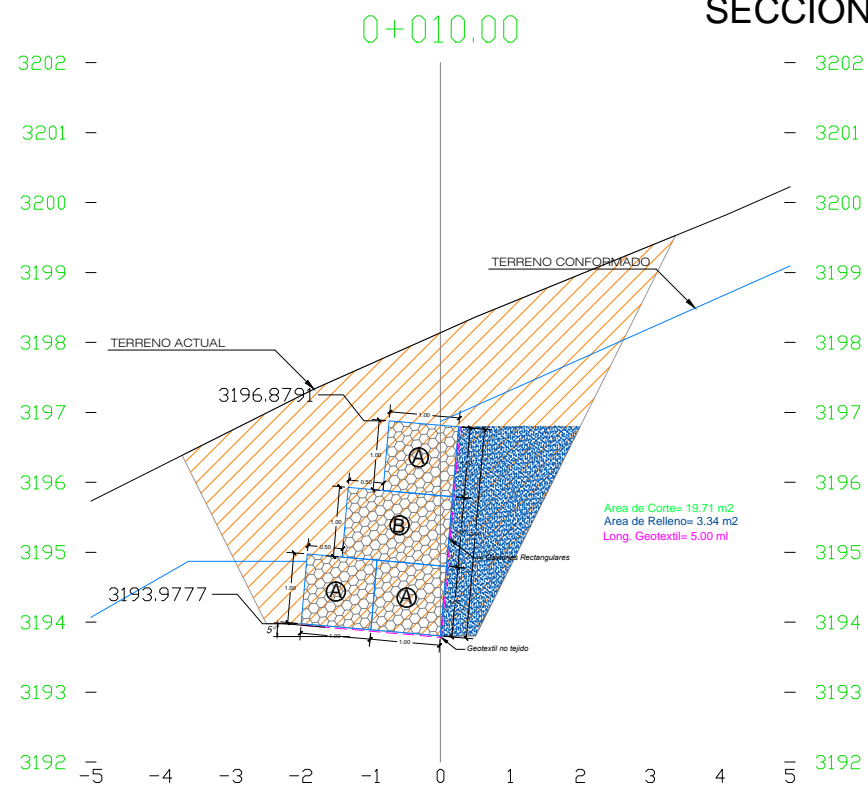 SECCION
0+010.00
3202 3202
3201 3201
3200 3200
3199 3199
TERRENO CONFORMADO
3198 3198
TERRENO ACTUAL
3197 3197
3196.8791
1.00
1.00
A
3196 3196
0.50
1.00
B
Area de Corte= 19.71 m2
Area de Relleno= 3.34 m2
Long. Geotextil= 5.00 ml
3195 3195
0.50
Rectangulares
1.00
A A
3193.9777
3194 3194
5°
1.00
1.00
Geotextil no tejido
3193 3193
3192 3192
-5 -4 -3 -2 -1 0 1 2 3 4 5